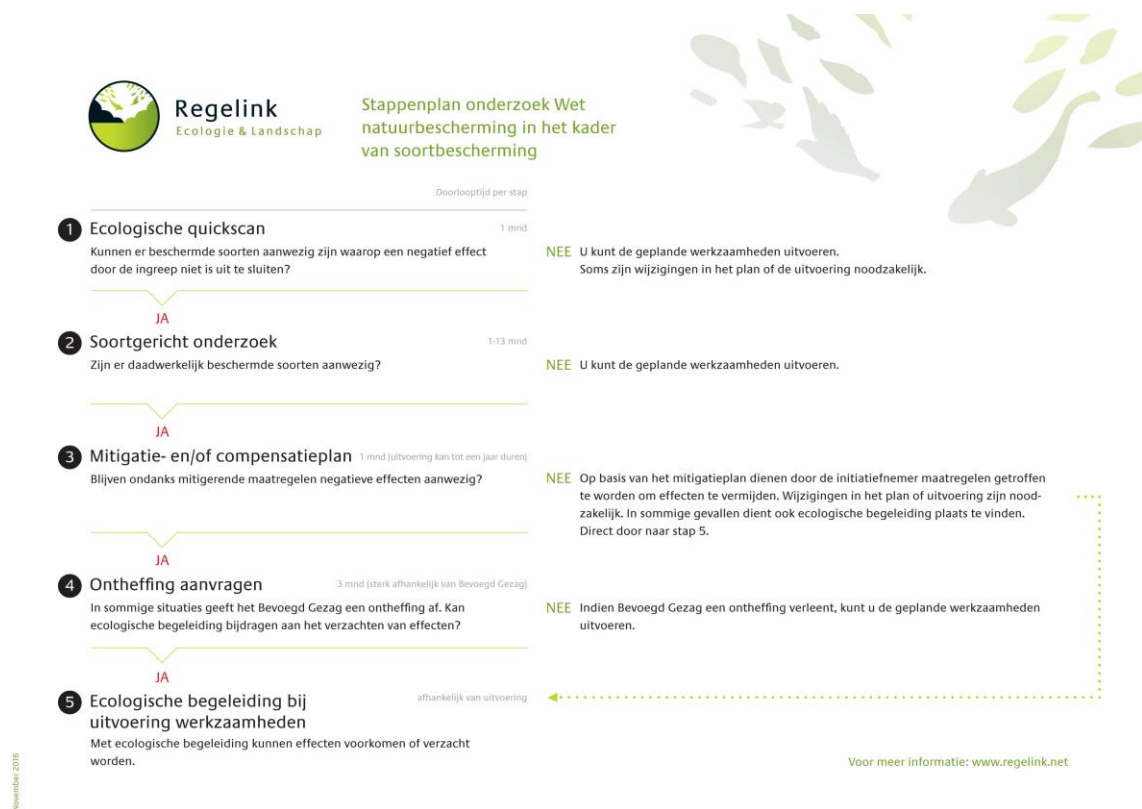 Regelink
Ecologie & Landschap
Stappenplan onderzoek Wet
natuurbescherming in het kader
van soortbescherming
Doorlooptijd per stap
1 Ecologische quickscan 1 mnd
Kunnen er beschermde soorten aanwezig zijn waarop een negatief effect
door de ingreep niet is uit te sluiten?
NEE U kunt de geplande werkzaamheden uitvoeren.
Soms zijn wijzigingen in het plan of de uitvoering noodzakelijk.
JA
2 Soortgericht onderzoek 1-13 mnd
Zijn er daadwerkelijk beschermde soorten aanwezig?
NEE U kunt de geplande werkzaamheden uitvoeren.
JA
3 Mitigatie- en/of compensatieplan 1 mnd (uitvoering kan tot een jaar duren)
Blijven ondanks mitigerende maatregelen negatieve effecten aanwezig?
NEE Op basis van het mitigatieplan dienen door de initiatiefnemer maatregelen getroffen
te worden om effecten te vermijden. Wijzigingen in het plan of uitvoering zijn nood-
zakelijk. In sommige gevallen dient ook ecologische begeleiding plaats te vinden.
Direct door naar stap 5.
JA
4 Ontheffing aanvragen 3 mnd (sterk afhankelijk van Bevoegd Gezag)
In sommige situaties geeft het Bevoegd Gezag een ontheffing af. Kan
ecologische begeleiding bijdragen aan het verzachten van effecten?
NEE Indien Bevoegd Gezag een ontheffing verleent, kunt u de geplande werkzaamheden
uitvoeren.
JA
5 Ecologische begeleiding bij afhankelijk van uitvoering
uitvoering werkzaamheden
Met ecologische begeleiding kunnen effecten voorkomen of verzacht
worden.
Voor meer informatie: www.regelink.net
November 2016